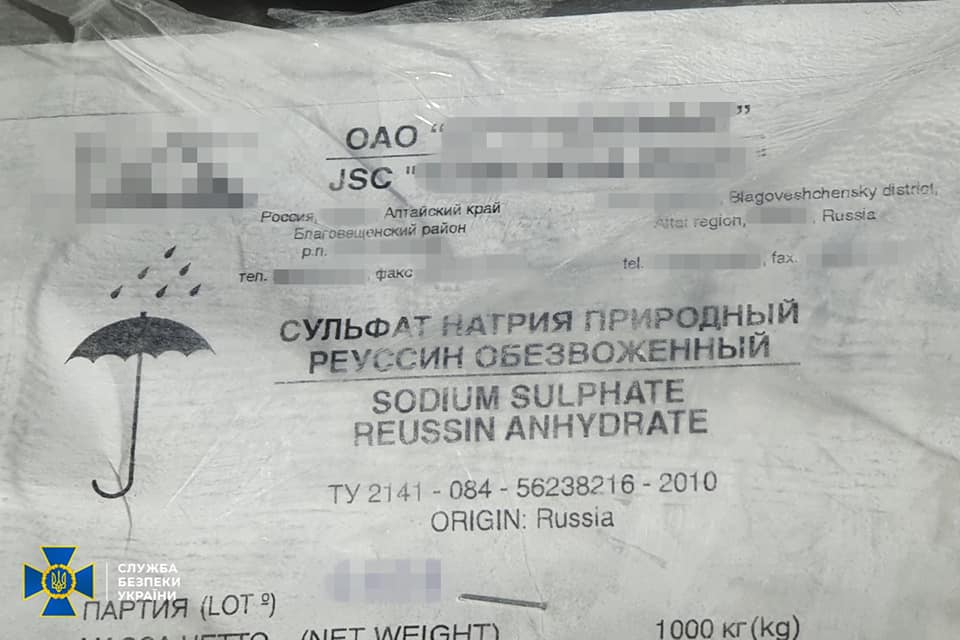 ОАО “ ”
JSC "
Россия, Алтайский край
Благовещенский район
р.п.
тел. , факс
Blagoveshchensky district,
Altai region, , Russia
tel. , fax.
СУЛЬФАТ НАТРИЯ ПРИРОДНЫЙ
РЕУССИН ОБЕЗВОЖЕННЫЙ
SODIUM SULPHATE
REUSSIN ANHYDRATE
ТУ 2141 - 084 - 56238216 - 2010
ORIGIN: Russia
ПАРТИЯ (LOT º)
МАССА НЕТТО (NET WEIGHT) 1000 кг(kg)
СЛУЖБА
БЕЗПЕКИ
УКРАЇНИ